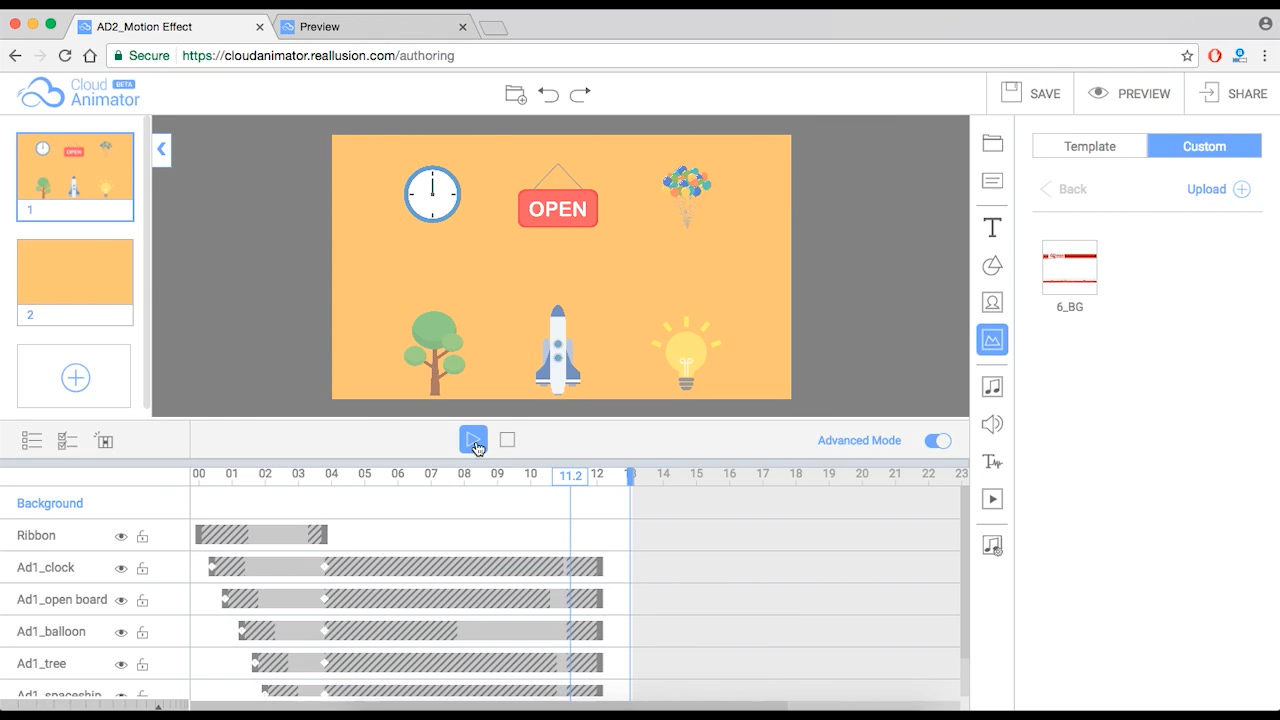 AD2_Motion Effect
Preview
Secure https://cloudanimator.reallusion.com/authoring
Cloud BETA
Animator
SAVE
PREVIEW
SHARE
1
2
OPEN
Template
Custom
Back
Upload
6_BG
Advanced Mode
00 01 02 03 04 05 06 07 08 09 10 11.2 12 13 14 15 16 17 18 19 20 21 22 23
Background
Ribbon
Ad1_clock
Ad1_open board
Ad1_balloon
Ad1_tree
Ad1_spaceship